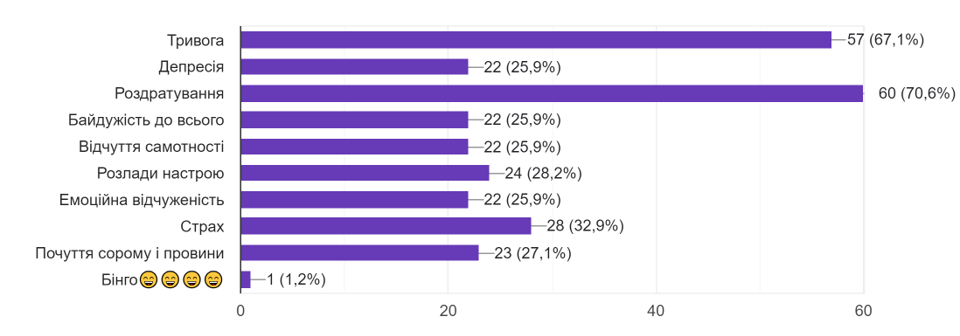 Тривога 57 (67,1%)
Депресія 22 (25,9%)
Роздратування 60 (70,6%)
Байдужість до всього 22 (25,9%)
Відчуття самотності 22 (25,9%)
Розлади настрою 24 (28,2%)
Емоційна відчуженість 22 (25,9%)
Страх 28 (32,9%)
Почуття сорому і провини 23 (27,1%)
Бінго😄😄😄😄 1 (1,2%)
0 20 40 60